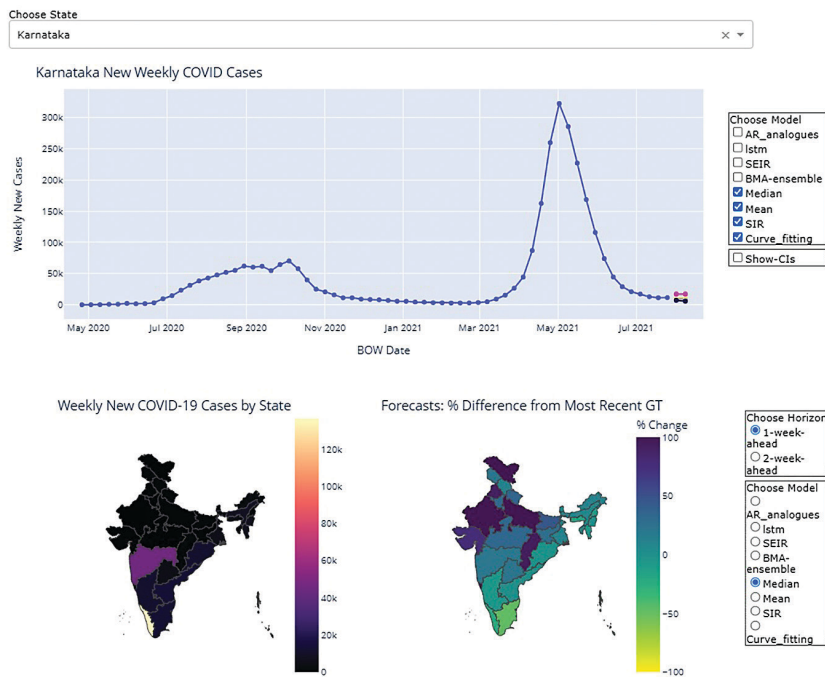 Choose State
Karnataka
Karnataka New Weekly COVID Cases
300k
250k
200k
150k
100k
50k
0
Weekly New Cases
May 2020 Jul 2020 Sep 2020 Nov 2020 Jan 2021 Mar 2021 May 2021 Jul 2021
BOW Date
Choose Model
AR_analogues
lstm
SEIR
BMA-ensemble
Median
Mean
SIR
Curve_fitting
Show-CIs
Weekly New COVID-19 Cases by State
120k
100k
80k
60k
40k
20k
0
Forecasts: % Difference from Most Recent GT
% Change
100
50
0
−50
−100
Choose Horizon
1-week-
ahead
2-week-
ahead
Choose Model
AR_analogues
lstm
SEIR
BMA-
ensemble
Median
Mean
SIR
Curve_fitting